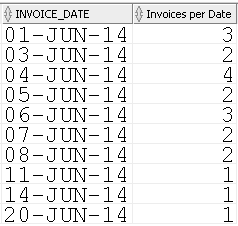 INVOICE_DATE Invoices per Date
01-JUN-14 3
03-JUN-14 2
04-JUN-14 4
05-JUN-14 2
06-JUN-14 3
07-JUN-14 2
08-JUN-14 2
11-JUN-14 1
14-JUN-14 1
20-JUN-14 1